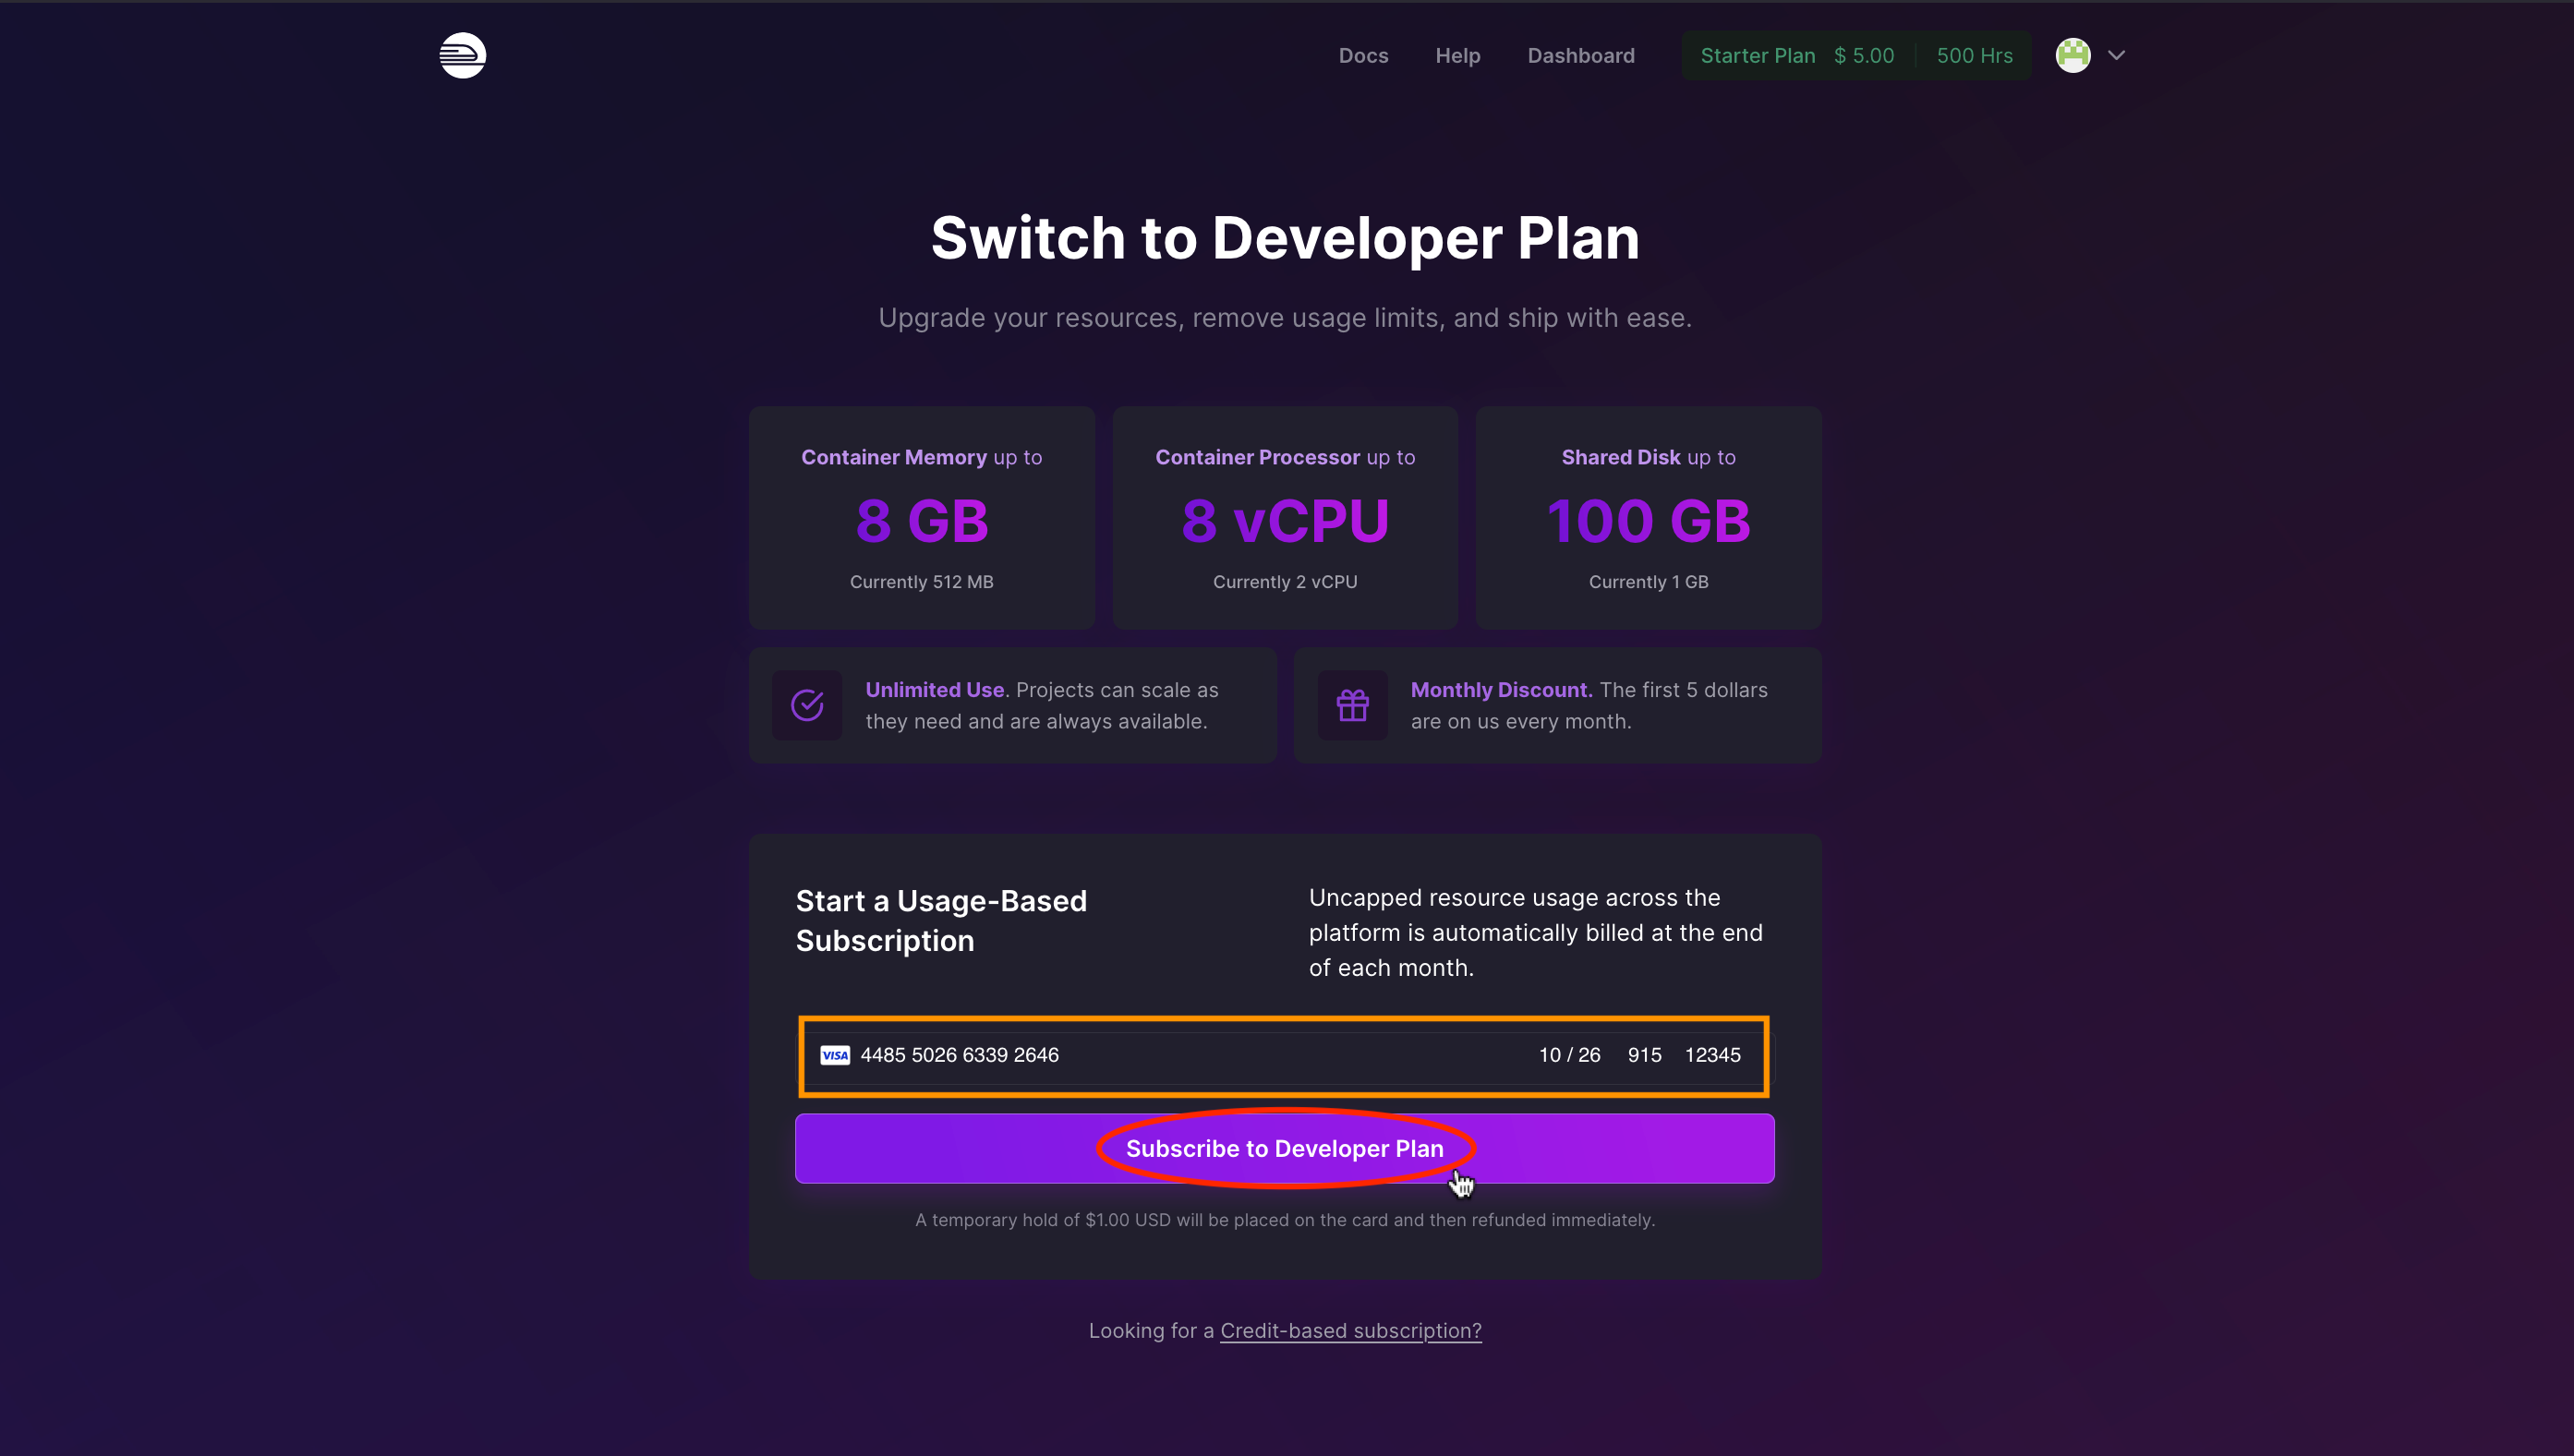 Docs Help Dashboard Starter Plan $ 5.00 500 Hrs
Switch to Developer Plan
Upgrade your resources, remove usage limits, and ship with ease.
Container Memory up to
8 GB
Currently 512 MB
Container Processor up to
8 vCPU
Currently 2 vCPU
Shared Disk up to
100 GB
Currently 1 GB
Unlimited Use. Projects can scale as
they need and are always available.
Monthly Discount. The first 5 dollars
are on us every month.
Start a Usage-Based
Subscription
Uncapped resource usage across the
platform is automatically billed at the end
of each month.
VISA 4485 5026 6339 2646 10 / 26 915 12345
Subscribe to Developer Plan
A temporary hold of $1.00 USD will be placed on the card and then refunded immediately.
Looking for a Credit-based subscription?